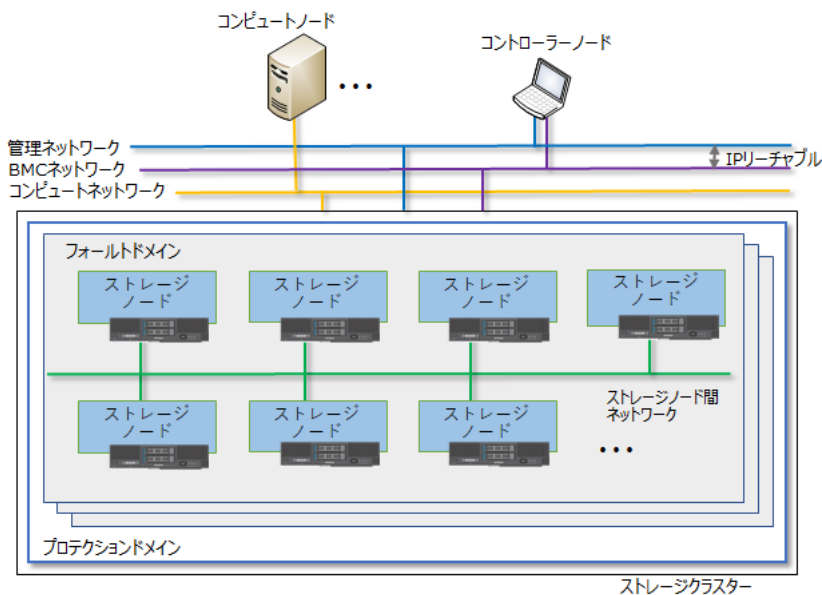 コンピュートノード
コントローラーノード
・・・
管理ネットワーク
IPリーチャブル
BMCネットワーク
コンピュートネットワーク
フォールトドメイン
ストレージ
ノード
ストレージ
ノード
ストレージ
ノード
ストレージ
ノード
ストレージノード間
ネットワーク
ストレージ
ノード
ストレージ
ノード
ストレージ
ノード
・・・
プロテクションドメイン
ストレージクラスター